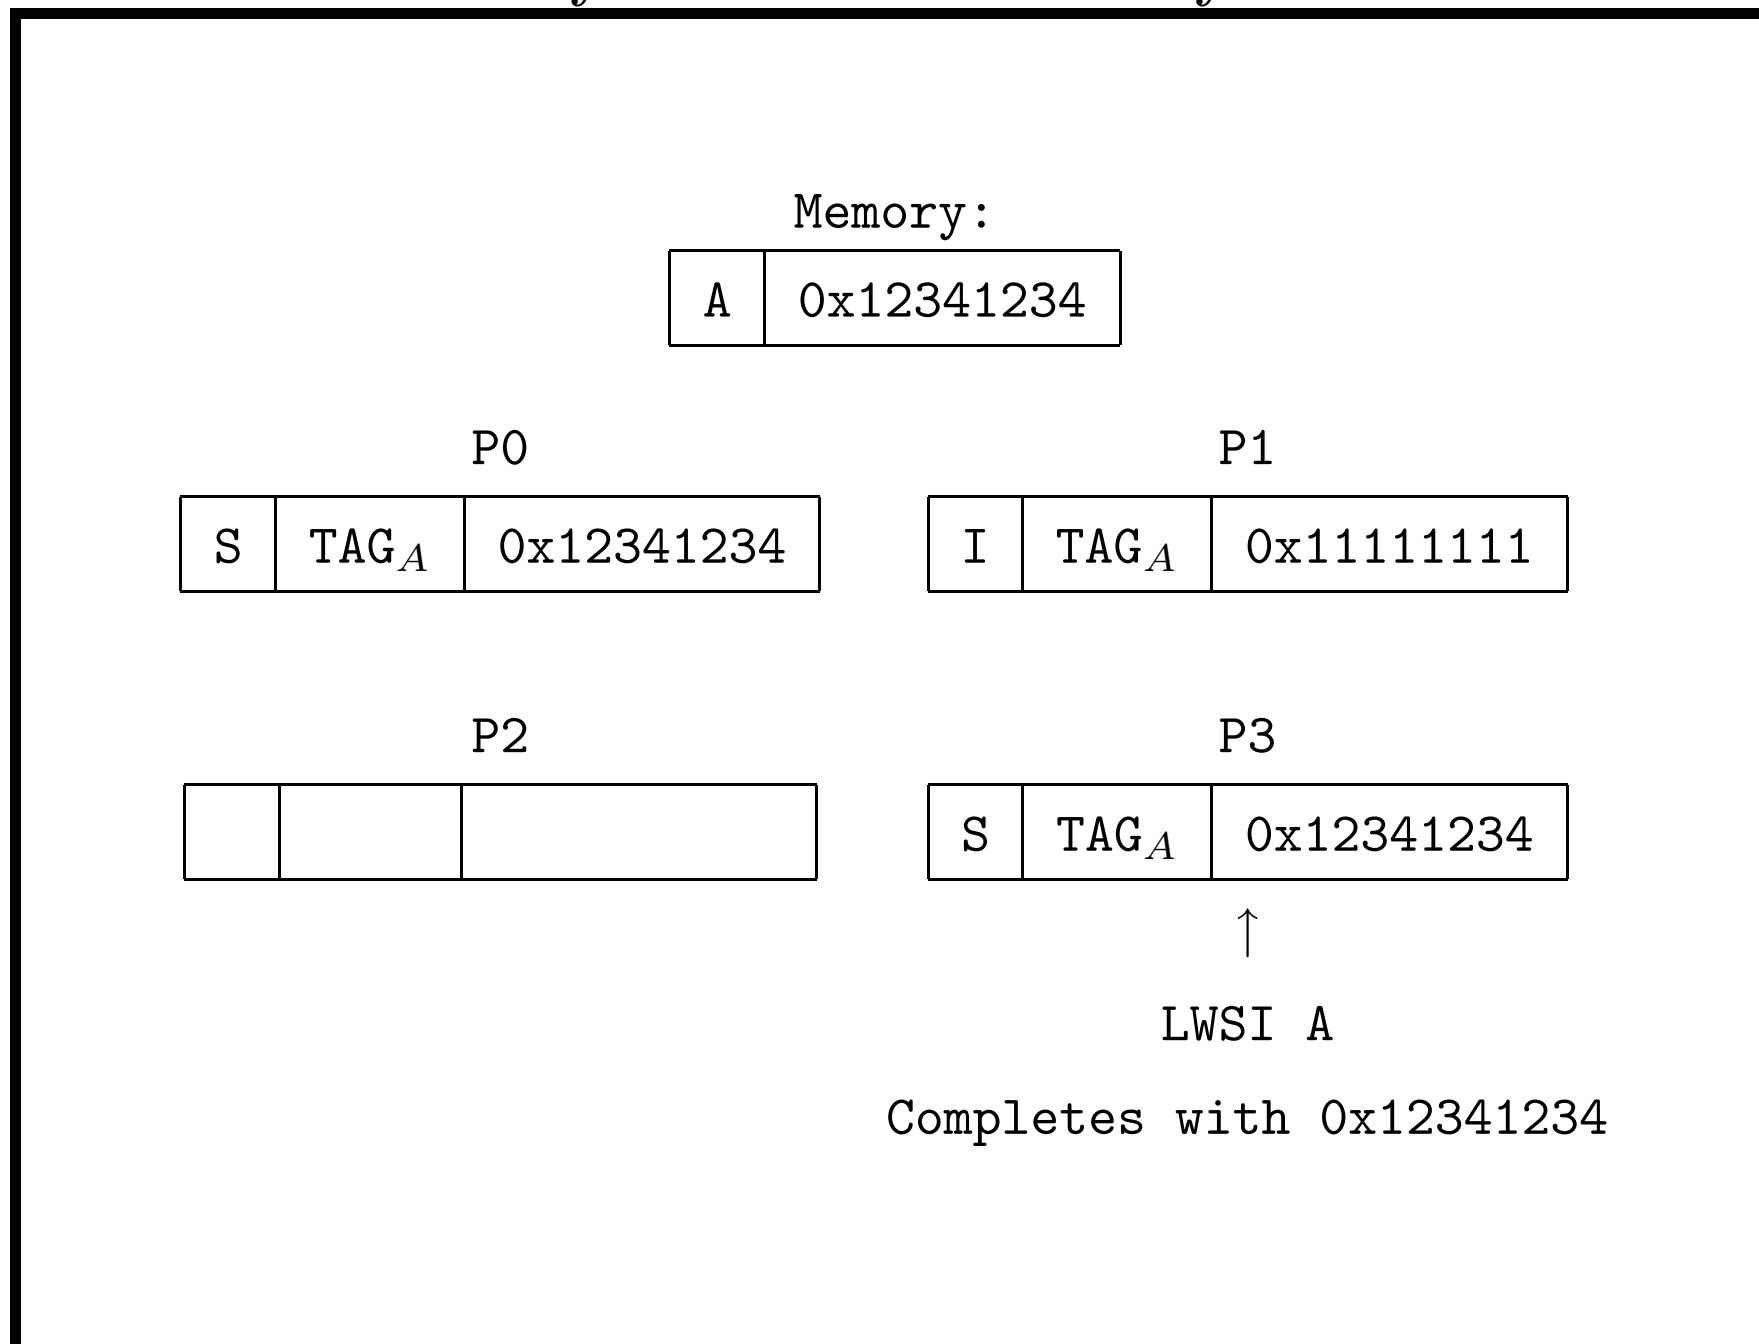 Memory:
A 0x12341234
P0 P1
S TAG_A 0x12341234 I TAG_A 0x11111111
P2 P3
S TAG_A 0x12341234
↑
LWSI A
Completes with 0x12341234